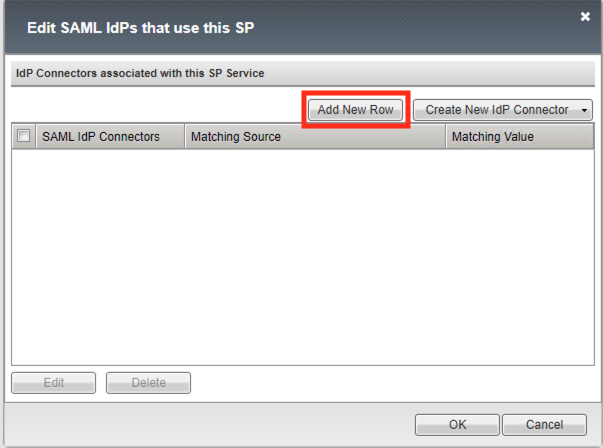 Edit SAML IdPs that use this SP
IdP Connectors associated with this SP Service
Add New Row Create New IdP Connector
SAML IdP Connectors Matching Source Matching Value
Edit Delete
OK Cancel